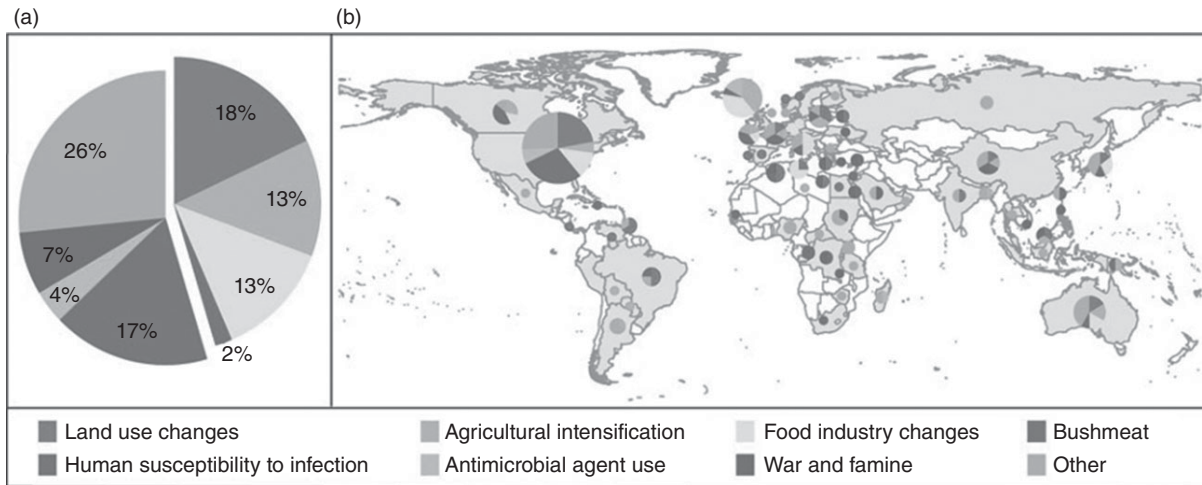 (a)
(b)
18%
26%
13%
7%
13%
4%
17%
2%
Land use changes
Agricultural intensification
Food industry changes
Bushmeat
Human susceptibility to infection
Antimicrobial agent use
War and famine
Other